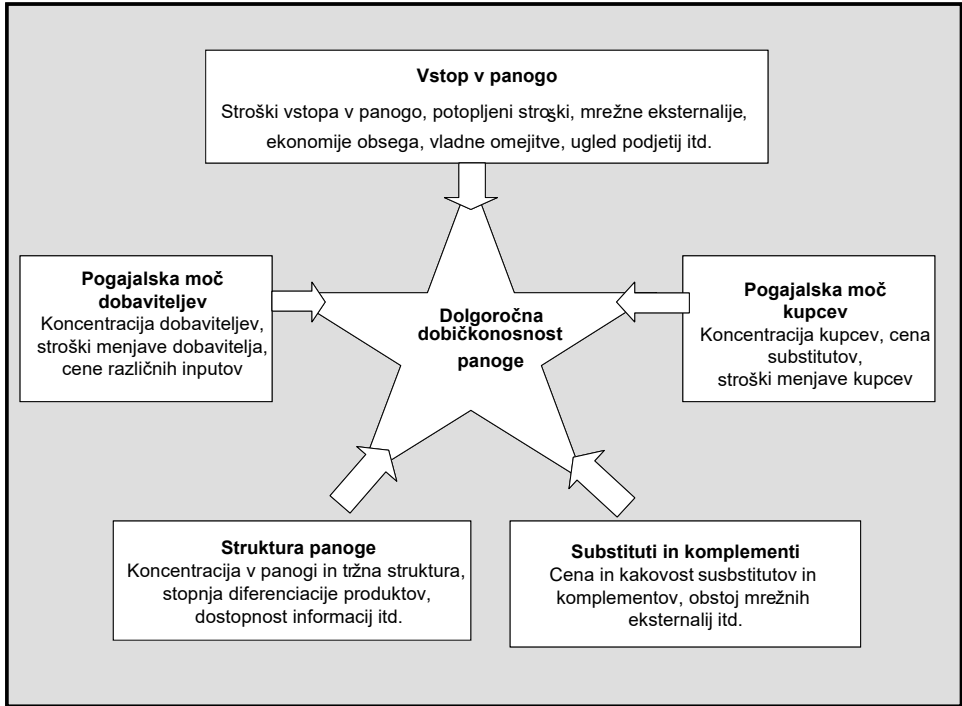 Vstop v panogo
Stroški vstopa v panogo, potopljeni stroški, mrežne eksternalije,
ekonomije obsega, vladne omejitve, ugled podjetij itd.
Pogajalska moč
dobaviteljev
Koncentracija dobaviteljev,
stroški menjave dobavitelja,
cene različnih inputov
Dolgoročna
dobičkonosnost
panoge
Pogajalska moč
kupcev
Koncentracija kupcev, cena
substitutov,
stroški menjave kupcev
Struktura panoge
Koncentracija v panogi in tržna struktura,
stopnja diferenciacije produktov,
dostopnost informacij itd.
Substituti in komplementi
Cena in kakovost susbstitutov in
komplementov, obstoj mrežnih
eksternalij itd.